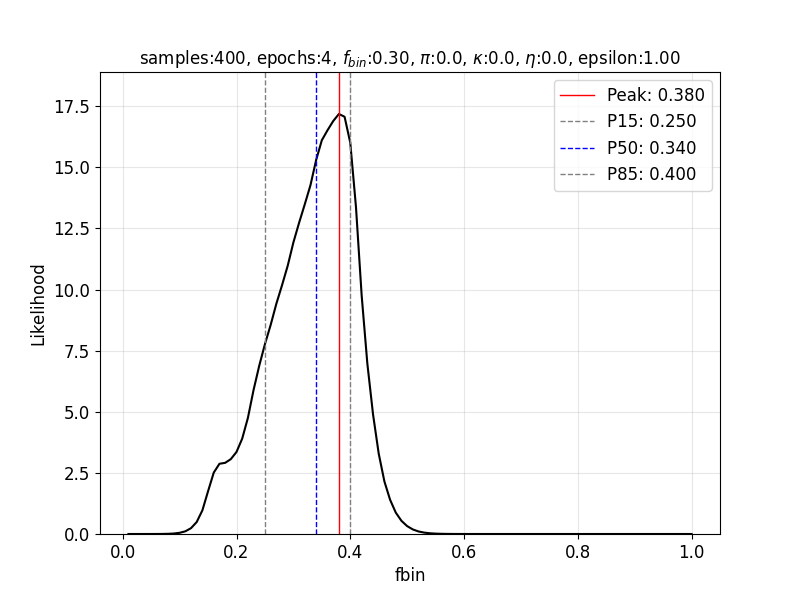 samples:400, epochs:4, f_bin:0.30, π:0.0, κ:0.0, η:0.0, epsilon:1.00
Peak: 0.380
P15: 0.250
P50: 0.340
P85: 0.400
17.5
15.0
12.5
10.0
7.5
5.0
2.5
0.0
Likelihood
0.0 0.2 0.4 0.6 0.8 1.0
fbin